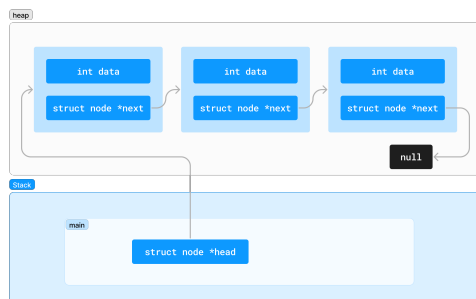 heap
int data
int data
int data
struct node *next
struct node *next
struct node *next
null
Stack
main
struct node *head